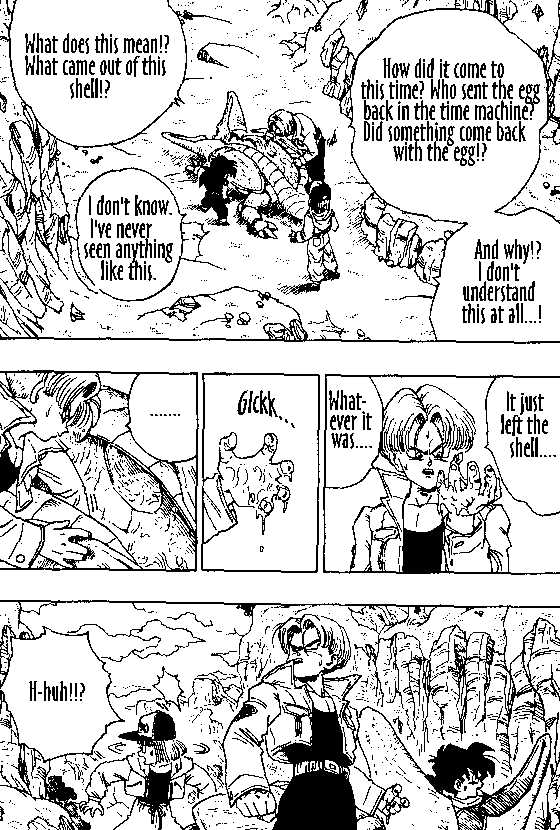 How did it come to
this time? Who sent the egg
back in the time machine?
Did something come back
with the egg!?
And why!?
I don't
understand
this at all...!
What does this mean!?
What came out of this
shell!?
I don't know.
I've never
seen anything
like this.
It just
left the
shell....
What-
ever it
was....
Glckk...
.......
H-huh!!?